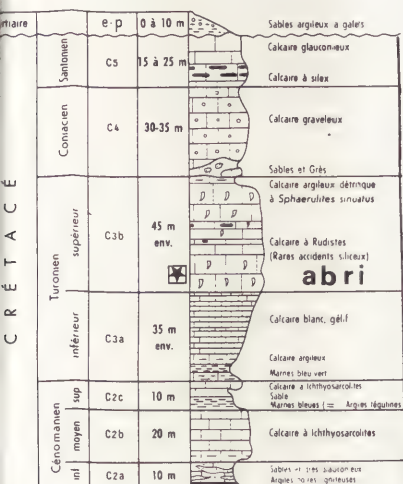 e-p 0 à 10 m Sables argileux a galets
Santonien C5 15 à 25 m Calcaire glauconieux
Calcaire à silex
Coniacien C4 30-35 m Calcaire graveleux
Sables et Grès
CRÉTACÉ
Turonien
supérieur C3b 45 m env. Calcaire argileux détritique
à Sphaerulites sinuatus
Calcaire à Rudistes
(Rares accidents siliceux)
abri
inférieur C3a 35 m env. Calcaire blanc, gélif
Calcaire argileux
Marnes bleu vert
Cénomanien
sup C2c 10 m Calcaire à Ichthyosarcolites
Sable
Marnes bleues (= Argiles
moyen C2b 20 m Calcaire à Ichthyosarcolites
inf C2a 10 m Sables et
Argiles